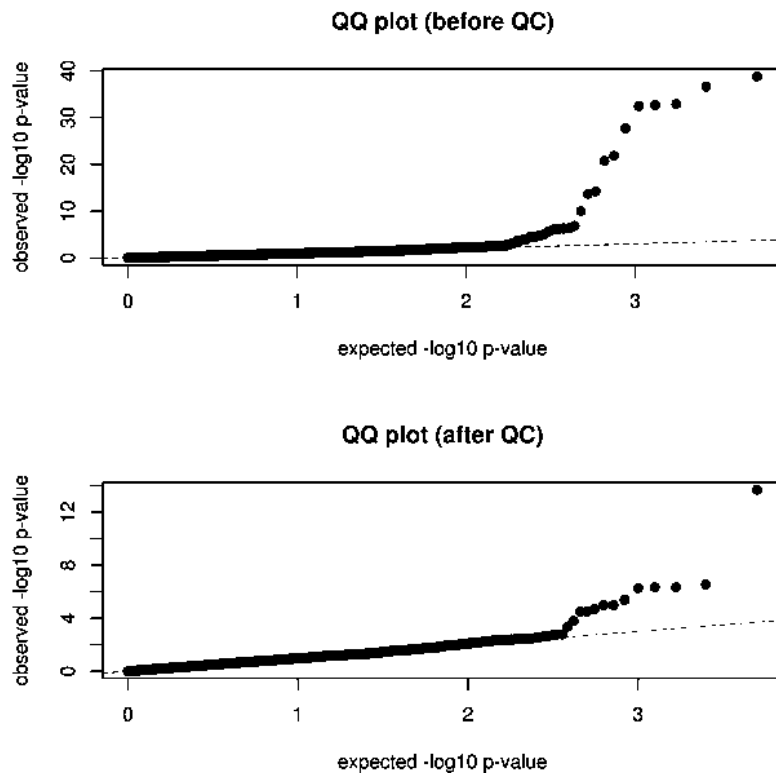 QQ plot (before QC)
observed -log10 p-value
40
30
20
10
0
0 1 2 3
expected -log10 p-value
QQ plot (after QC)
observed -log10 p-value
12
8
4
0
0 1 2 3
expected -log10 p-value